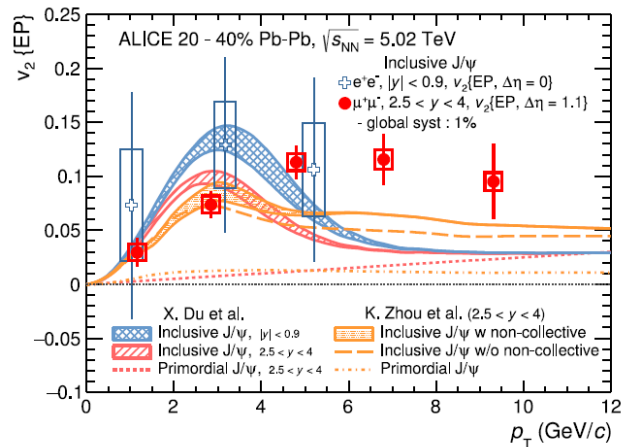 v₂ {EP}
0.25
0.2
0.15
0.1
0.05
0
−0.05
−0.1
ALICE 20 - 40% Pb-Pb, √s_NN = 5.02 TeV
Inclusive J/ψ
e⁺e⁻, |y| < 0.9, v₂{EP, Δη = 0}
μ⁺μ⁻, 2.5 < y < 4, v₂{EP, Δη = 1.1}
- global syst : 1%
X. Du et al.
Inclusive J/ψ, |y| < 0.9
Inclusive J/ψ, 2.5 < y < 4
Primordial J/ψ, 2.5 < y < 4
K. Zhou et al. (2.5 < y < 4)
Inclusive J/ψ w non-collective
Inclusive J/ψ w/o non-collective
Primordial J/ψ
0 2 4 6 8 10 12
p_T (GeV/c)